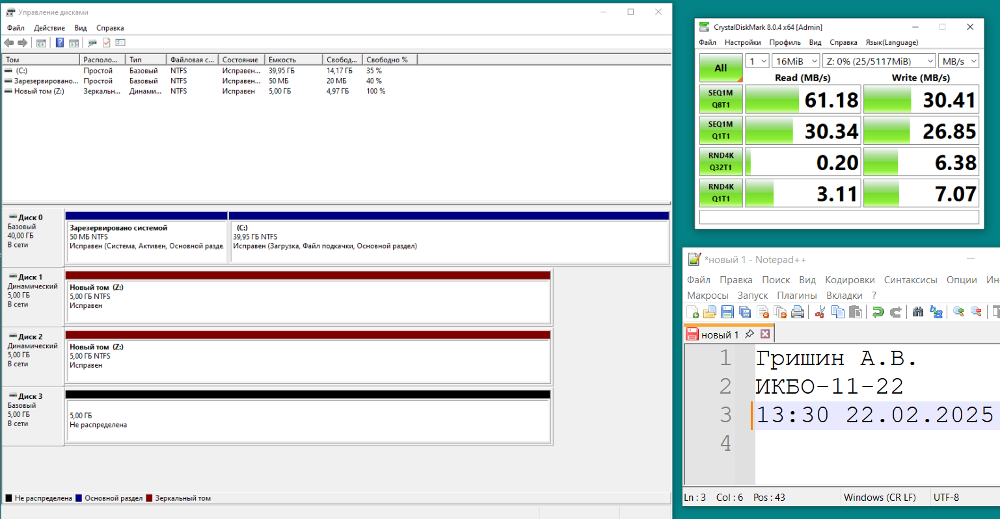 Управление дисками
Файл Действие Вид Справка
Том Располо... Тип Файловая с... Состояние Емкость Свобод... Свободно %
(C:) Простой Базовый NTFS Исправен... 39,95 ГБ 14,17 ГБ 35 %
Зарезервировано... Простой Базовый NTFS Исправен... 50 МБ 20 МБ 40 %
Новый том (Z:) Зеркальн... Динами... NTFS Исправен 5,00 ГБ 4,97 ГБ 100 %
Диск 0
Базовый
40,00 ГБ
В сети
Зарезервировано системой
50 МБ NTFS
Исправен (Система, Активен, Основной разде
(C:)
39,95 ГБ NTFS
Исправен (Загрузка, Файл подкачки, Основной раздел)
Диск 1
Динамический
5,00 ГБ
В сети
Новый том (Z:)
5,00 ГБ NTFS
Исправен
Диск 2
Динамический
5,00 ГБ
В сети
Новый том (Z:)
5,00 ГБ NTFS
Исправен
Диск 3
Базовый
5,00 ГБ
В сети
5,00 ГБ
Не распределена
Не распределена Основной раздел Зеркальный том
CrystalDiskMark 8.0.4 x64 [Admin]
Файл Настройки Профиль Вид Справка Язык(Language)
All 1 16MiB Z: 0% (25/5117MiB) MB/s
Read (MB/s) Write (MB/s)
SEQ1M
Q8T1
61.18 30.41
SEQ1M
Q1T1
30.34 26.85
RND4K
Q32T1
0.20 6.38
RND4K
Q1T1
3.11 7.07
*новый 1 - Notepad++
Файл Правка Поиск Вид Кодировки Синтаксисы Опции Ин
Макросы Запуск Плагины Вкладки ?
новый 1
1 Гришин А.В.
2 ИКБО-11-22
3 13:30 22.02.2025
4
Ln : 3 Col : 6 Pos : 43 Windows (CR LF) UTF-8